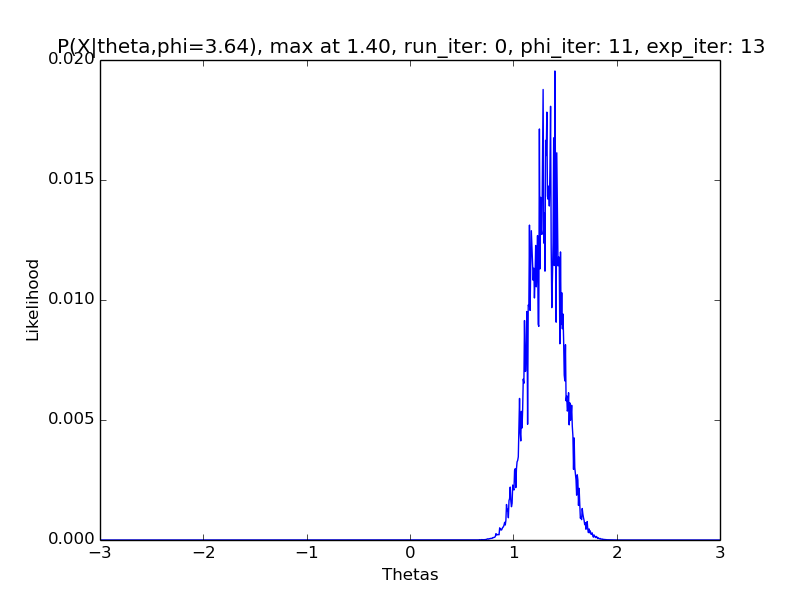 P(X|theta,phi=3.64), max at 1.40, run_iter: 0, phi_iter: 11, exp_iter: 13
0.020
0.015
0.010
0.005
0.000
Likelihood
−3 −2 −1 0 1 2 3
Thetas